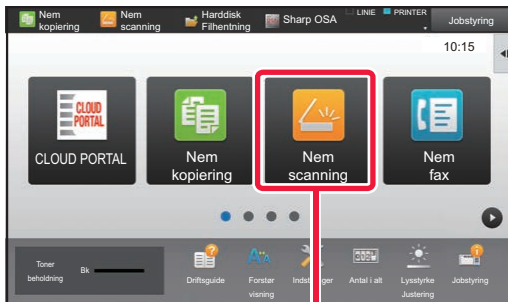 Nem
kopiering
Nem
scanning
Harddisk
Filhentning
Sharp OSA
LINIE
PRINTER
Jobstyring
10:15
CLOUD
PORTAL
CLOUD PORTAL
Nem
kopiering
Nem
scanning
Nem
fax
Toner
beholdning
Bk
Driftsguide
Forstør
visning
Antal i alt
Lysstyrke
Justering
Jobstyring